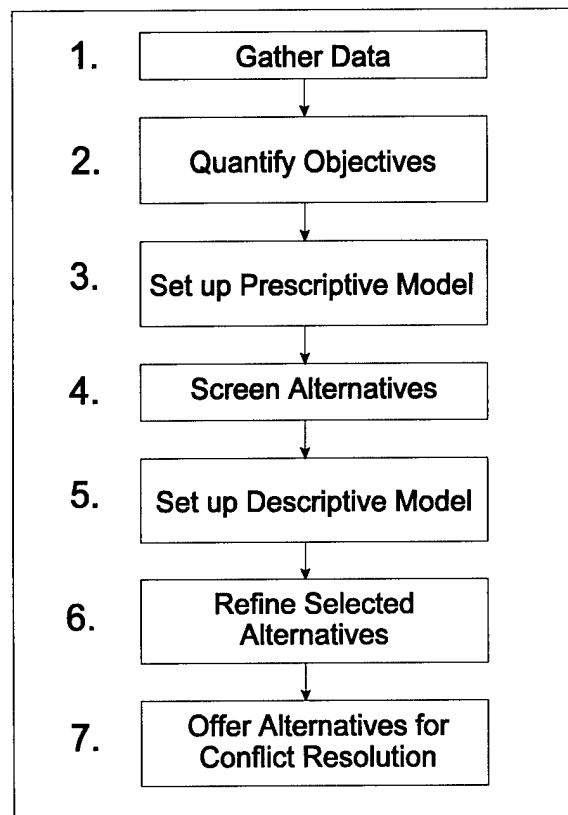 1. Gather Data
2. Quantify Objectives
3. Set up Prescriptive Model
4. Screen Alternatives
5. Set up Descriptive Model
6. Refine Selected
Alternatives
7. Offer Alternatives for
Conflict Resolution